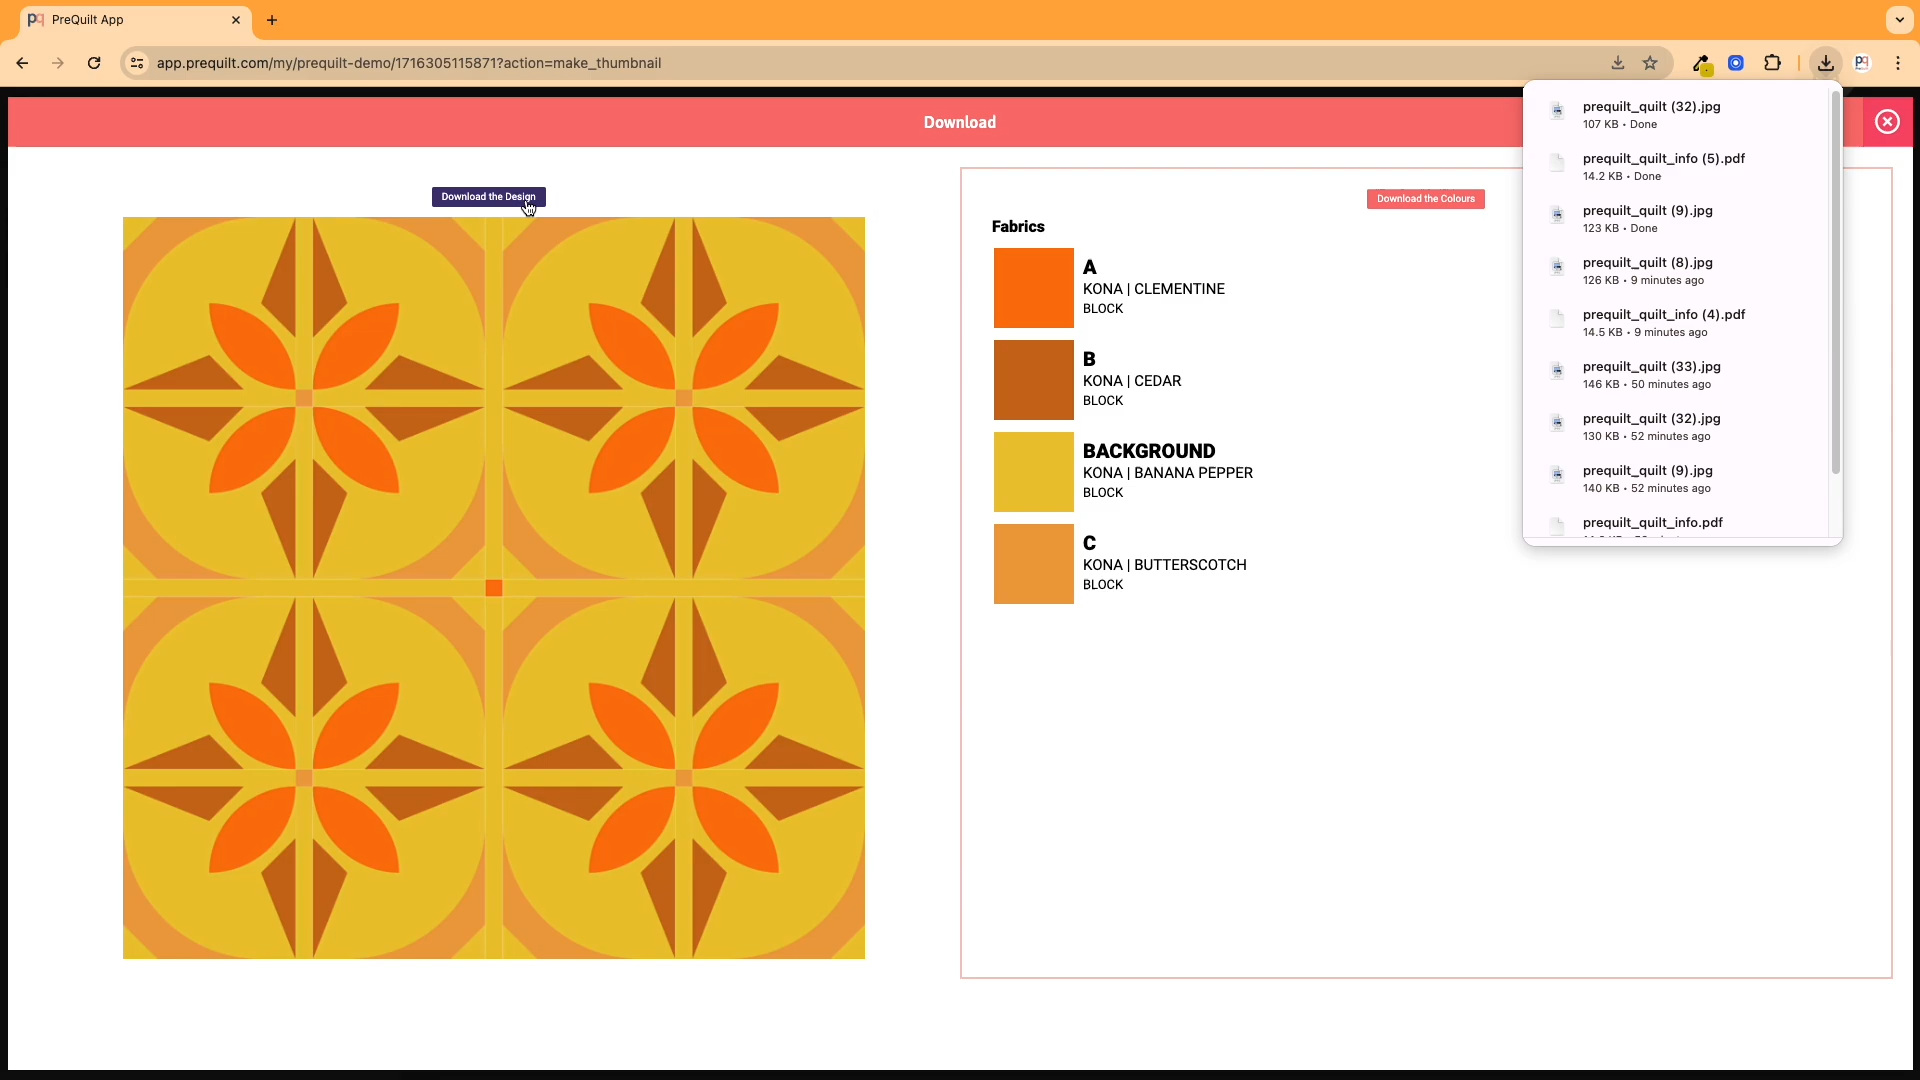 PreQuilt App
app.prequilt.com/my/prequilt-demo/1716305115871?action=make_thumbnail
Download
Download the Design
Download the Colours
Fabrics
A
KONA | CLEMENTINE
BLOCK
B
KONA | CEDAR
BLOCK
BACKGROUND
KONA | BANANA PEPPER
BLOCK
C
KONA | BUTTERSCOTCH
BLOCK
prequilt_quilt (32).jpg
107 KB • Done
prequilt_quilt_info (5).pdf
14.2 KB • Done
prequilt_quilt (9).jpg
123 KB • Done
prequilt_quilt (8).jpg
126 KB • 9 minutes ago
prequilt_quilt_info (4).pdf
14.5 KB • 9 minutes ago
prequilt_quilt (33).jpg
146 KB • 50 minutes ago
prequilt_quilt (32).jpg
130 KB • 52 minutes ago
prequilt_quilt (9).jpg
140 KB • 52 minutes ago
prequilt_quilt_info.pdf